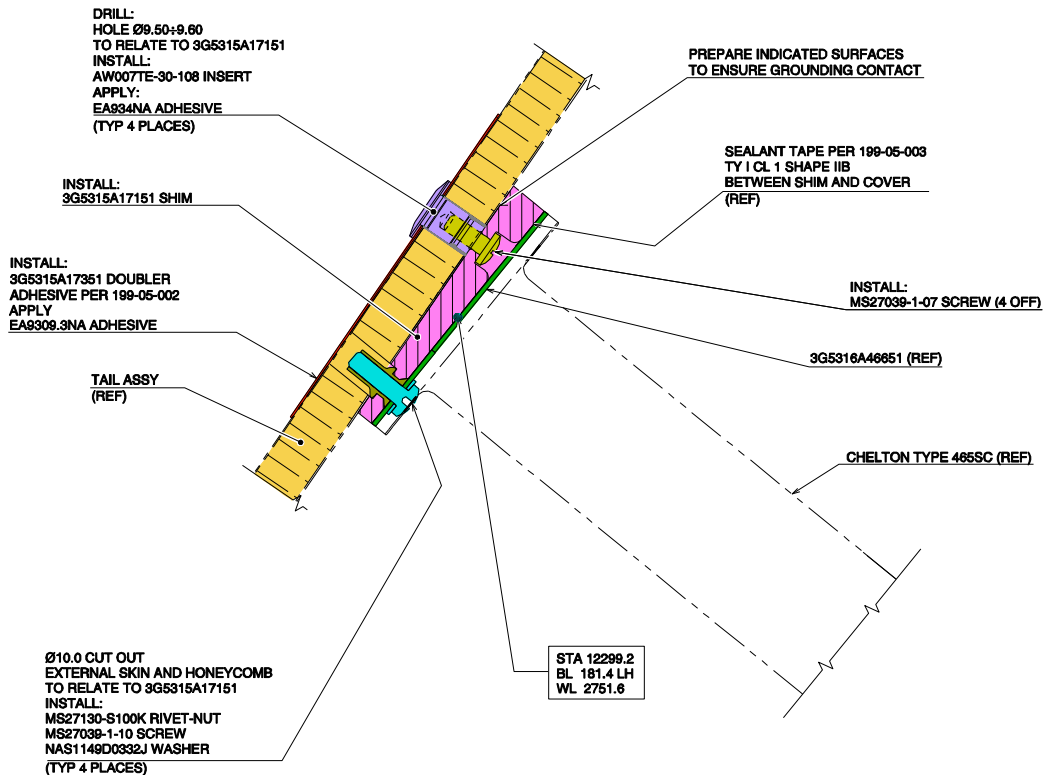 DRILL:
HOLE Ø9.50÷9.60
TO RELATE TO 3G5315A17151
INSTALL:
AW007TE-30-108 INSERT
APPLY:
EA934NA ADHESIVE
(TYP 4 PLACES)
PREPARE INDICATED SURFACES
TO ENSURE GROUNDING CONTACT
SEALANT TAPE PER 199-05-003
TY I CL 1 SHAPE IIB
BETWEEN SHIM AND COVER
(REF)
INSTALL:
3G5315A17151 SHIM
INSTALL:
3G5315A17351 DOUBLER
ADHESIVE PER 199-05-002
APPLY
EA9309.3NA ADHESIVE
INSTALL:
MS27039-1-07 SCREW (4 OFF)
3G5316A46651 (REF)
TAIL ASSY
(REF)
CHELTON TYPE 465SC (REF)
Ø10.0 CUT OUT
EXTERNAL SKIN AND HONEYCOMB
TO RELATE TO 3G5315A17151
INSTALL:
MS27130-S100K RIVET-NUT
MS27039-1-10 SCREW
NAS1149D0332J WASHER
(TYP 4 PLACES)
STA 12299.2
BL 181.4 LH
WL 2751.6